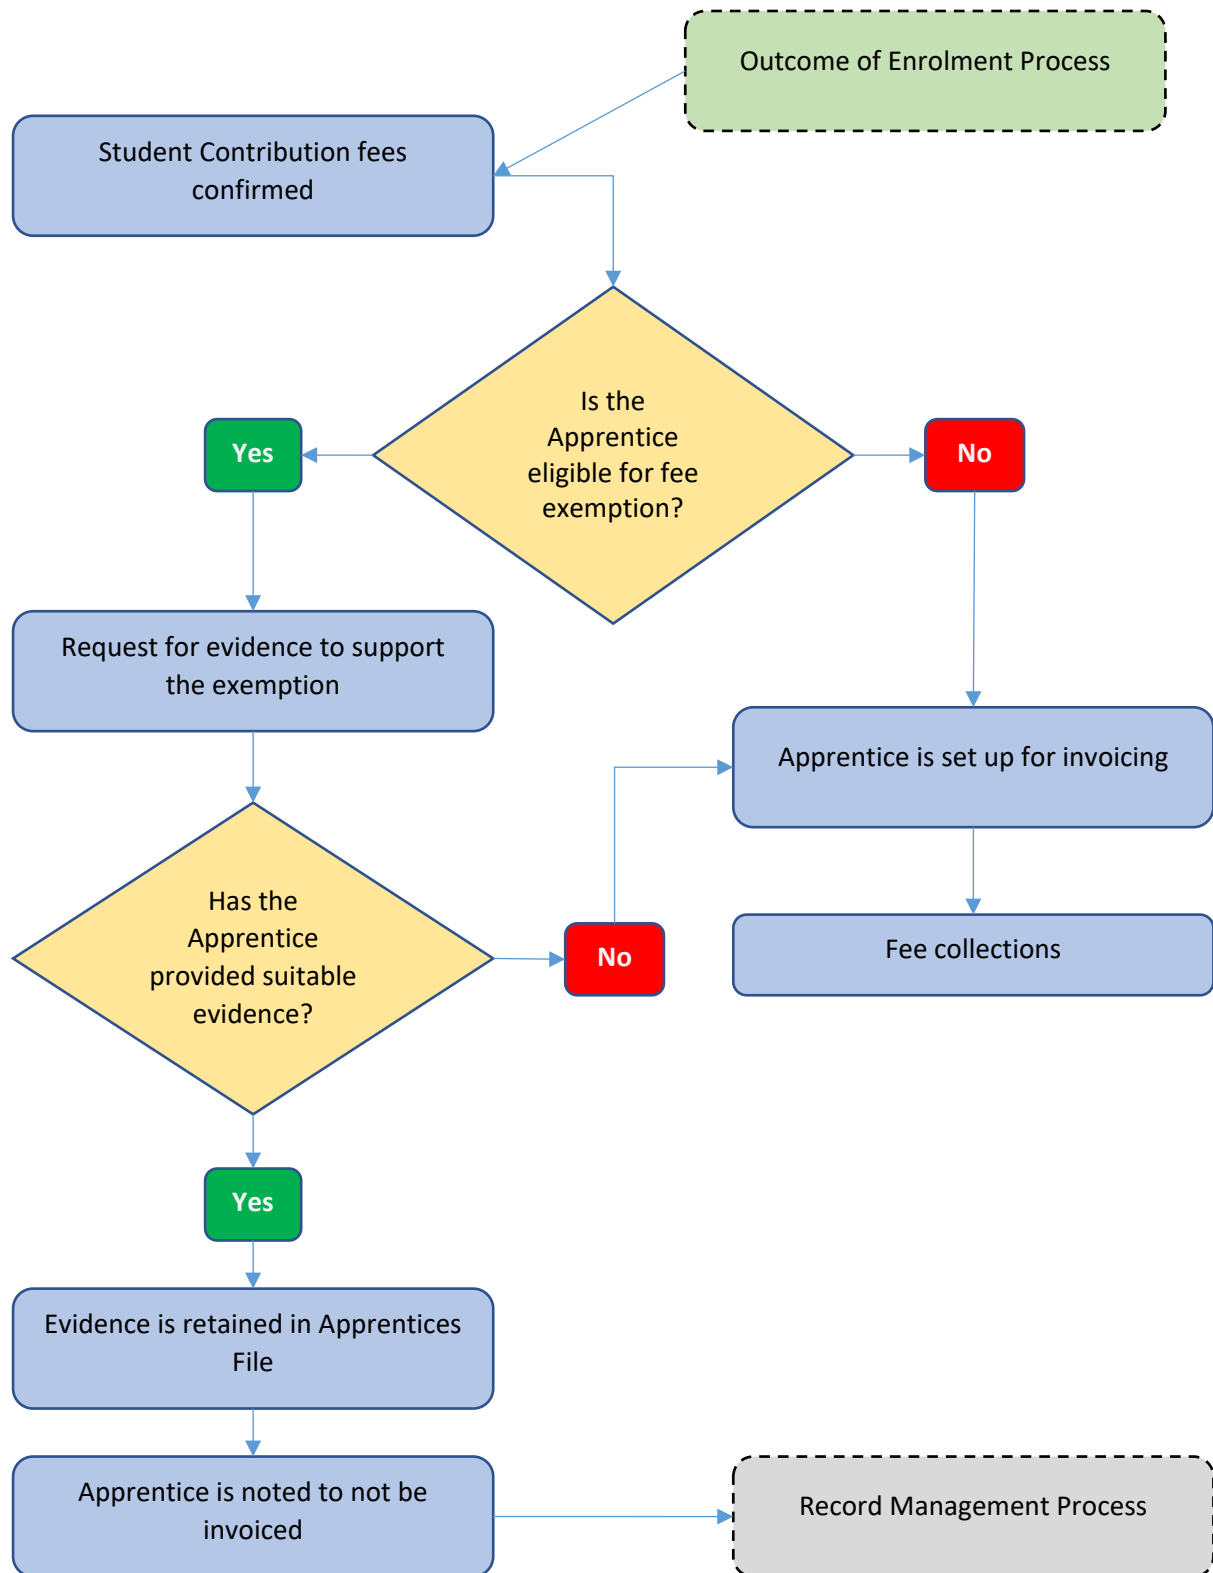 Outcome of Enrolment Process
Student Contribution fees
confirmed
Is the
Apprentice
eligible for fee
exemption?
Yes
No
Request for evidence to support
the exemption
Apprentice is set up for invoicing
Has the
Apprentice
provided suitable
evidence?
No
Fee collections
Yes
Evidence is retained in Apprentices
File
Apprentice is noted to not be
invoiced
Record Management Process